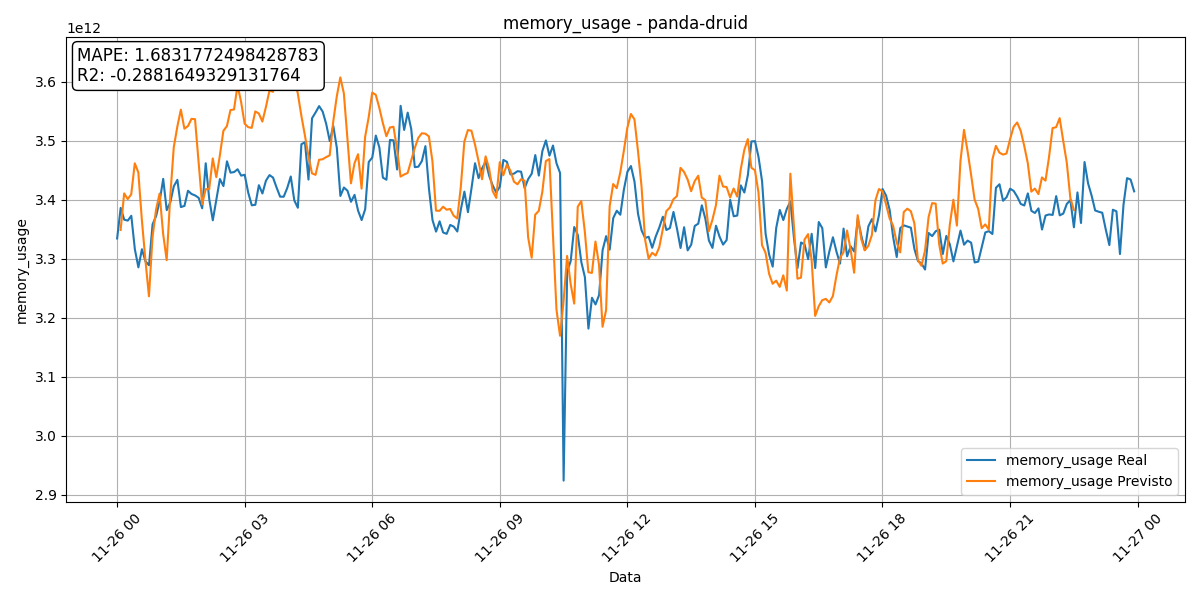 memory_usage - panda-druid
1e12
MAPE: 1.6831772498428783
R2: -0.2881649329131764
3.6
3.5
3.4
3.3
3.2
3.1
3.0
2.9
memory_usage
memory_usage Real
memory_usage Previsto
11-26 00
11-26 03
11-26 06
11-26 09
11-26 12
11-26 15
11-26 18
11-26 21
11-27 00
Data